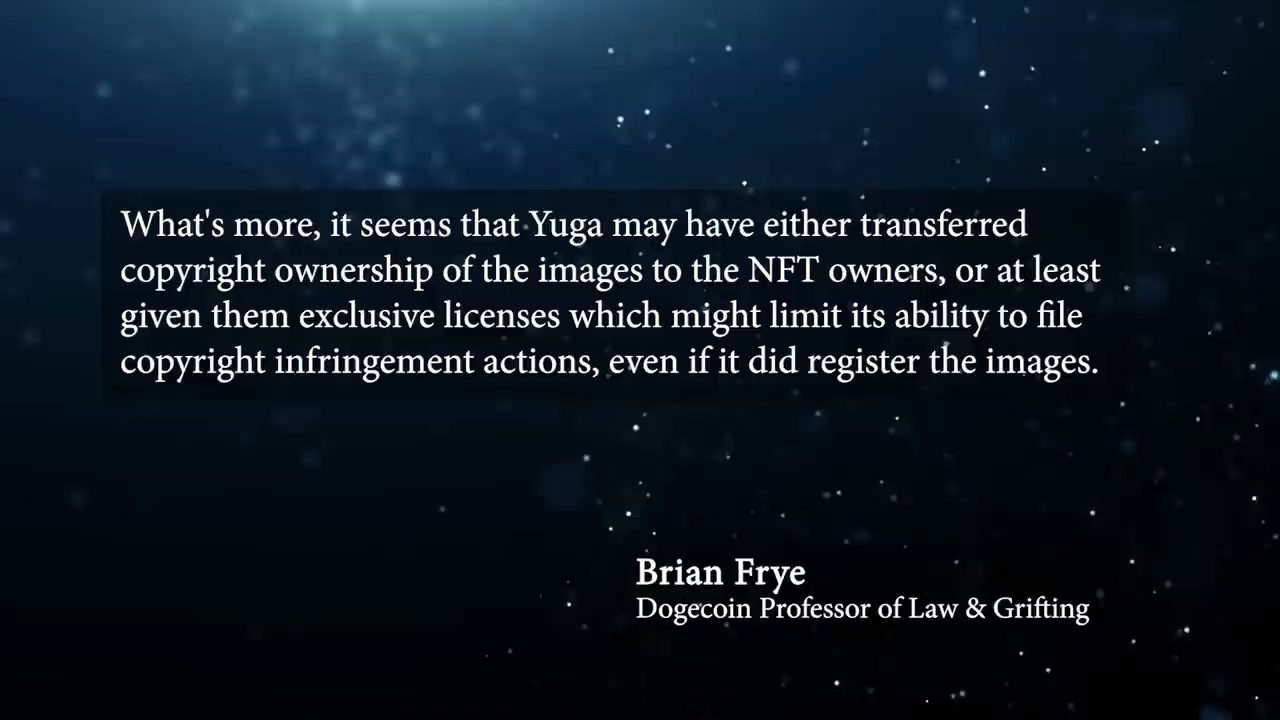 What's more, it seems that Yuga may have either transferred
copyright ownership of the images to the NFT owners, or at least
given them exclusive licenses which might limit its ability to file
copyright infringement actions, even if it did register the images.
Brian Frye
Dogecoin Professor of Law & Grifting